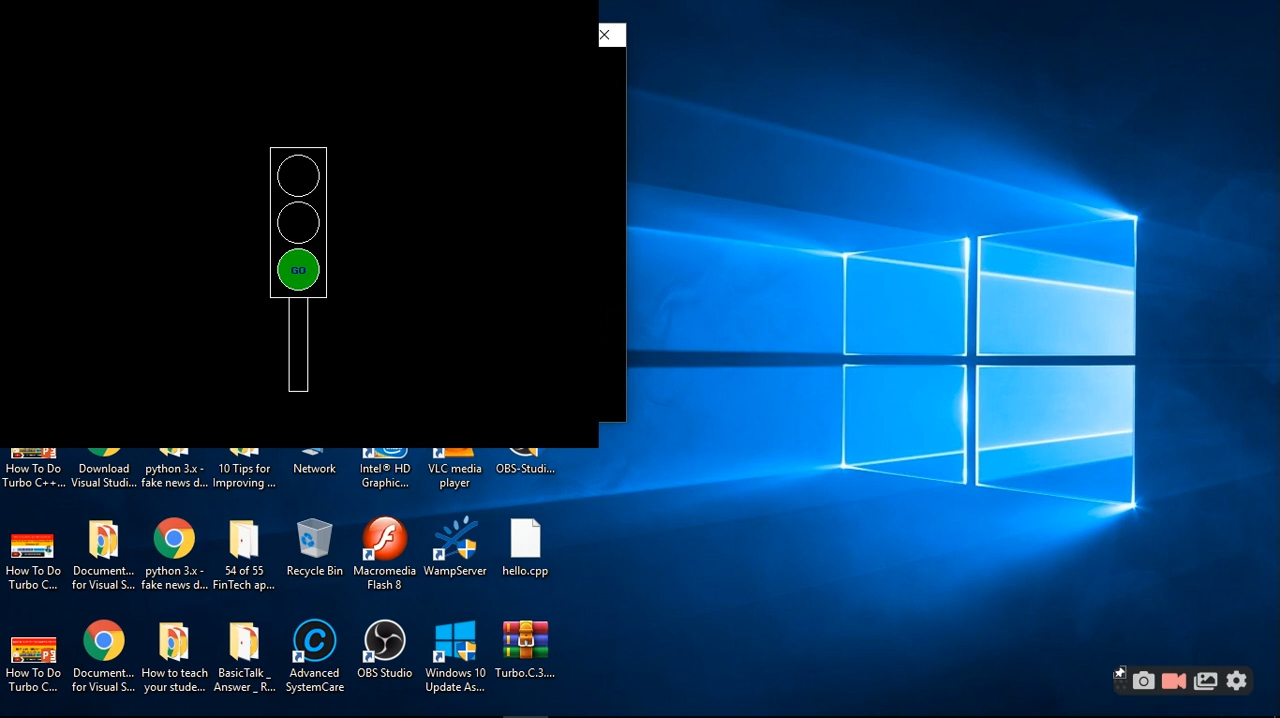 GO
How To Do
Turbo C++...
Download
Visual Studi...
python 3.x -
fake news d...
10 Tips for
Improving ...
Network
Intel® HD
Graphic...
VLC media
player
OBS-Studi...
How To Do
Turbo C...
Document...
for Visual S...
python 3.x -
fake news d...
54 of 55
FinTech ap...
Recycle Bin
Macromedia
Flash 8
WampServer
hello.cpp
How To Do
Turbo C...
Document...
for Visual S...
How to teach
your stude...
BasicTalk _
Answer _ R...
Advanced
SystemCare
OBS Studio
Windows 10
Update As...
Turbo.C.3....